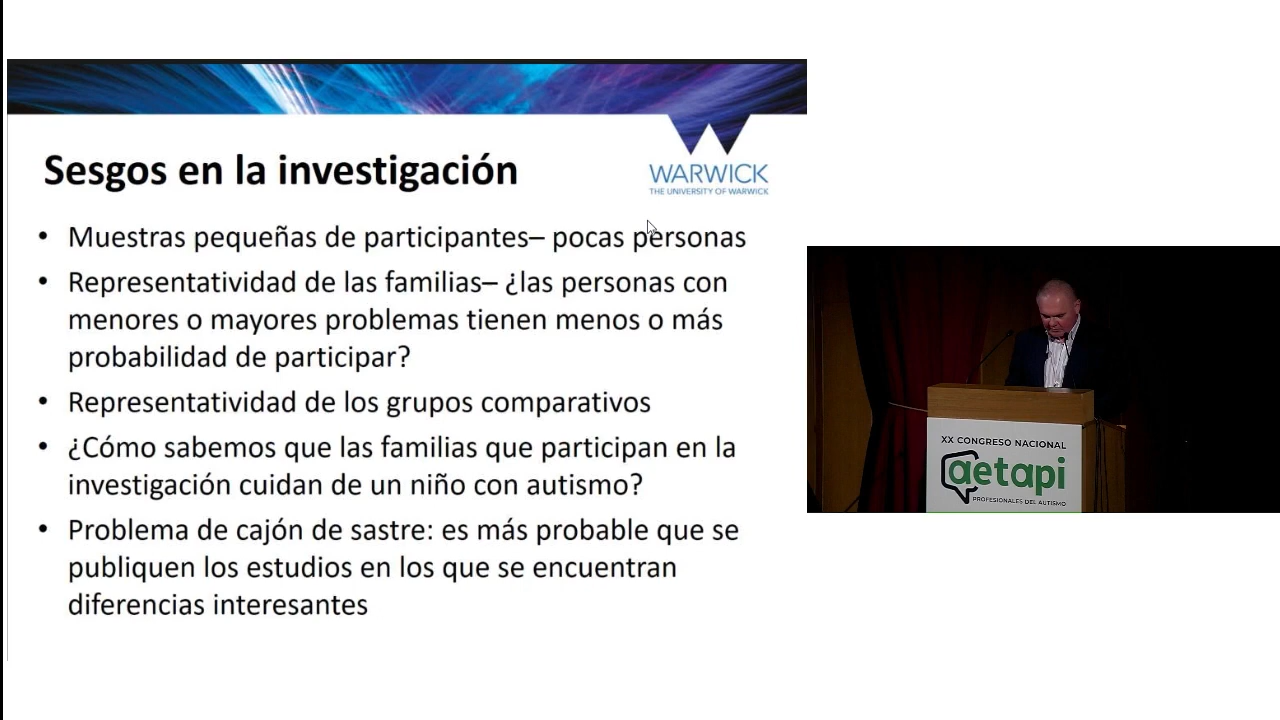 WARWICK
THE UNIVERSITY OF WARWICK
Sesgos en la investigación
• Muestras pequeñas de participantes– pocas personas
• Representatividad de las familias– ¿las personas con
menores o mayores problemas tienen menos o más
probabilidad de participar?
• Representatividad de los grupos comparativos
• ¿Cómo sabemos que las familias que participan en la
investigación cuidan de un niño con autismo?
• Problema de cajón de sastre: es más probable que se
publiquen los estudios en los que se encuentran
diferencias interesantes
XX CONGRESO NACIONAL
aetapi
PROFESIONALES DEL AUTISMO